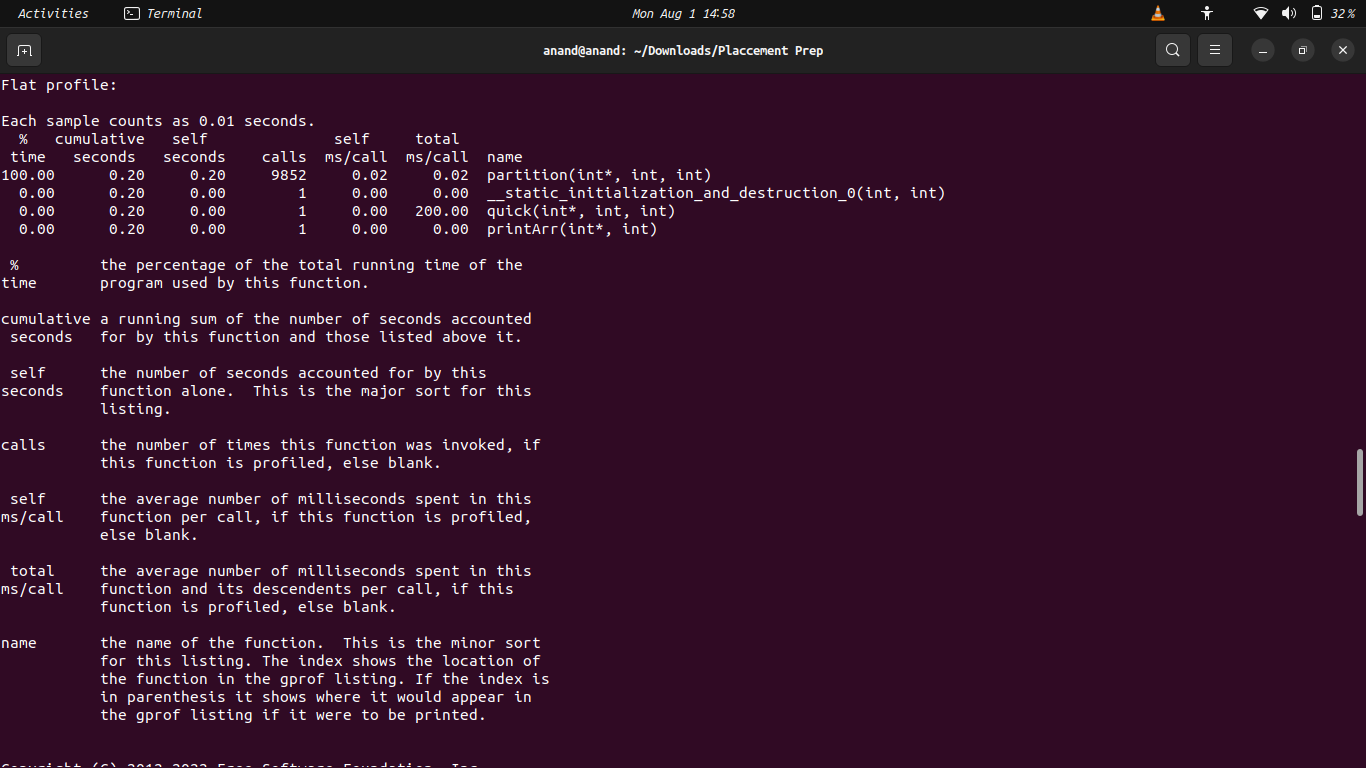 Activities Terminal Mon Aug 1 14:58 32 %
anand@anand: ~/Downloads/Placcement Prep
Flat profile:
Each sample counts as 0.01 seconds.
  %   cumulative   self              self     total
 time   seconds   seconds    calls  ms/call  ms/call  name
100.00      0.20     0.20     9852     0.02     0.02  partition(int*, int, int)
  0.00      0.20     0.00        1     0.00     0.00  __static_initialization_and_destruction_0(int, int)
  0.00      0.20     0.00        1     0.00   200.00  quick(int*, int, int)
  0.00      0.20     0.00        1     0.00     0.00  printArr(int*, int)
 %         the percentage of the total running time of the
time       program used by this function.
cumulative a running sum of the number of seconds accounted
 seconds   for by this function and those listed above it.
 self      the number of seconds accounted for by this
seconds    function alone.  This is the major sort for this
           listing.
calls      the number of times this function was invoked, if
           this function is profiled, else blank.
 self      the average number of milliseconds spent in this
ms/call    function per call, if this function is profiled,
           else blank.
 total     the average number of milliseconds spent in this
ms/call    function and its descendents per call, if this
           function is profiled, else blank.
name       the name of the function.  This is the minor sort
           for this listing. The index shows the location of
           the function in the gprof listing. If the index is
           in parenthesis it shows where it would appear in
           the gprof listing if it were to be printed.
Copyright (C) 2012-2022 Free Software Foundation, Inc.